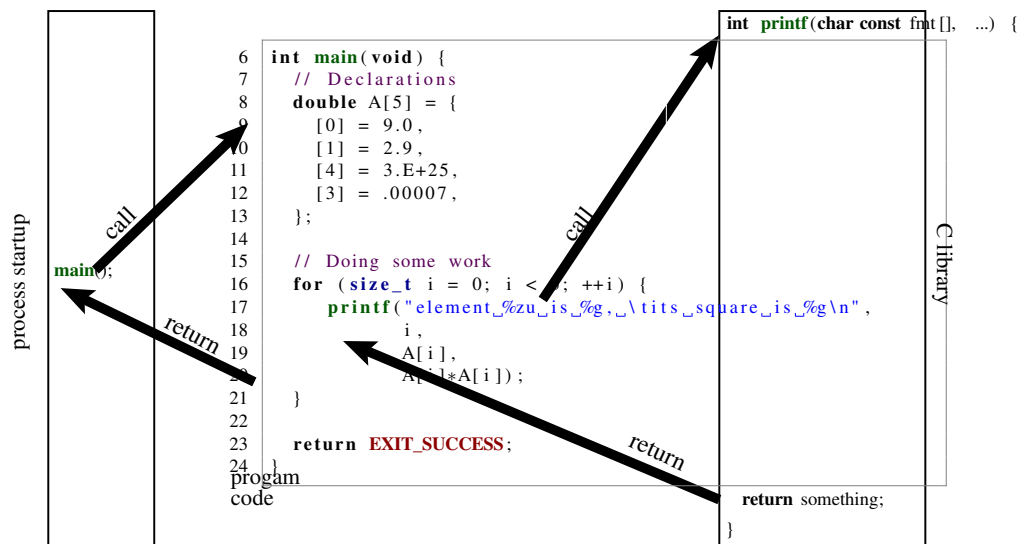 int printf(char const fmt[], ...) {
6 int main(void) {
7 // Declarations
8 double A[5] = {
9 [0] = 9.0,
10 [1] = 2.9,
11 [4] = 3.E+25,
12 [3] = .00007,
13 };
14
15 // Doing some work
16 for (size_t i = 0; i < ; ++i) {
17 printf("element␣%zu␣is␣%g,␣\tits␣square␣is␣%g\n",
18 i,
19 A[i],
20 A[i]*A[i]);
21 }
22
23 return EXIT_SUCCESS;
24 }
progam
code
process startup
main();
call
return
call
return
C library
return something;
}